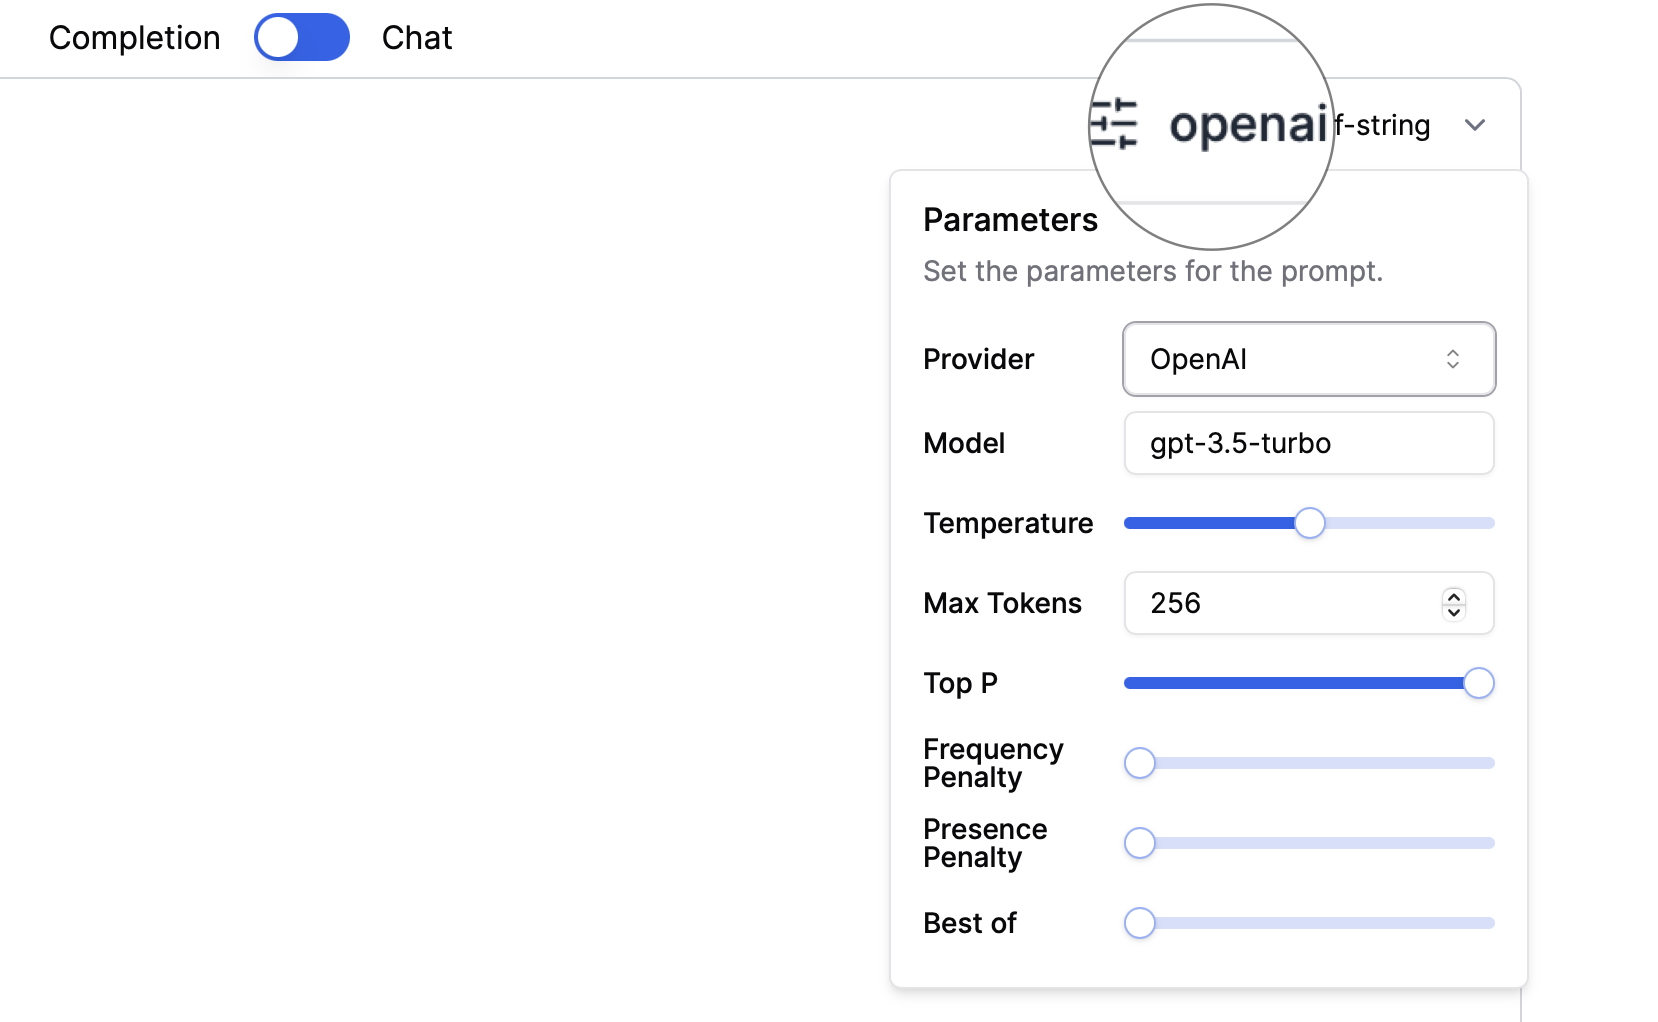 Completion Chat
openai f-string
Parameters
Set the parameters for the prompt.
Provider OpenAI
Model gpt-3.5-turbo
Temperature
Max Tokens 256
Top P
Frequency
Penalty
Presence
Penalty
Best of